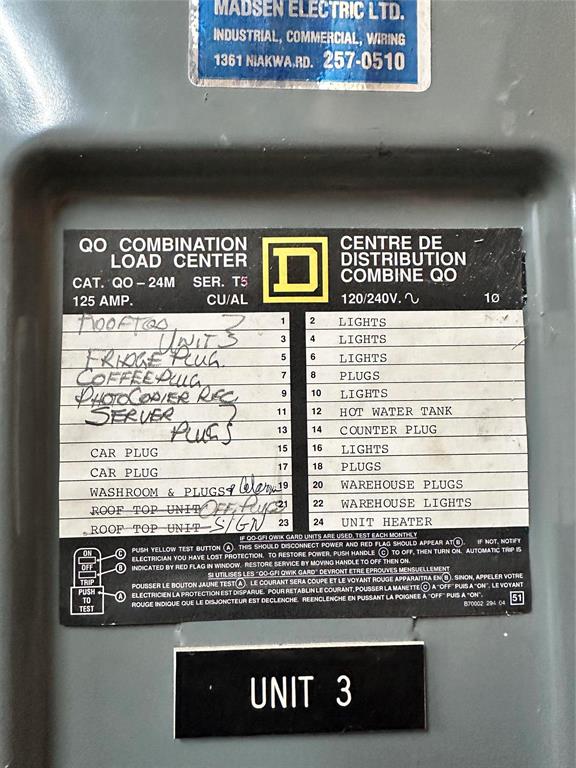 MADSEN ELECTRIC LTD.
INDUSTRIAL, COMMERCIAL, WIRING
1361 NIAKWA.RD. 257-0510
QO COMBINATION
LOAD CENTER
CAT. QO-24M SER. T5
125 AMP. CU/AL
D
CENTRE DE
DISTRIBUTION
COMBINE QO
120/240V. ∿ 1Ø
ROOFTOP 1
UNIT 3 3
FRIDGE PLUG 5
COFFEE PLUG 7
PHOTOCOPIER REC 9
SERVER 11
PLUGS 13
CAR PLUG 15
CAR PLUG 17
WASHROOM & PLUGS + 19
ROOF TOP UNIT OFF. PLUGS 21
ROOF TOP UNIT SIGN 23
2 LIGHTS
4 LIGHTS
6 LIGHTS
8 PLUGS
10 LIGHTS
12 HOT WATER TANK
14 COUNTER PLUG
16 LIGHTS
18 PLUGS
20 WAREHOUSE PLUGS
22 WAREHOUSE LIGHTS
24 UNIT HEATER
ON
OFF
TRIP
PUSH
TO
TEST
C
B
A
IF QO-GFI QWIK GARD UNITS ARE USED, TEST EACH MONTHLY
PUSH YELLOW TEST BUTTON (A). THIS SHOULD DISCONNECT POWER AND RED FLAG SHOULD APPEAR AT (B). IF NOT,
ELECTRICIAN YOU HAVE LOST PROTECTION. TO RESTORE POWER, PUSH HANDLE (C) TO OFF, THEN TURN ON. AUTOMATIC TRIP IS
INDICATED BY RED FLAG IN WINDOW. RESTORE SERVICE BY MOVING HANDLE TO OFF THEN ON.
SI UTILISES LES "QO-GFI QWIK GARD" DEVRONT ETRE EPROUVES MENSUELLEMENT
POUSSER LE BOUTON JAUNE TEST (A). LE COURANT SERA COUPE ET LE VOYANT ROUGE APPARAITRA EN (B). SINON, APPELER VOTRE
ELECTRICIEN LA PROTECTION EST DISPARUE. POUR RETABLIR LE COURANT, POUSSER LA MANETTE (C) A "OFF" PUIS A "ON". LE VOYANT
ROUGE INDIQUE QUE LE DISJONCTEUR EST DECLENCHE. REENCLENCHER EN PUSSANT LA POIGNEE A "OFF" PUIS A "ON".
B70002 294 04 51
UNIT 3